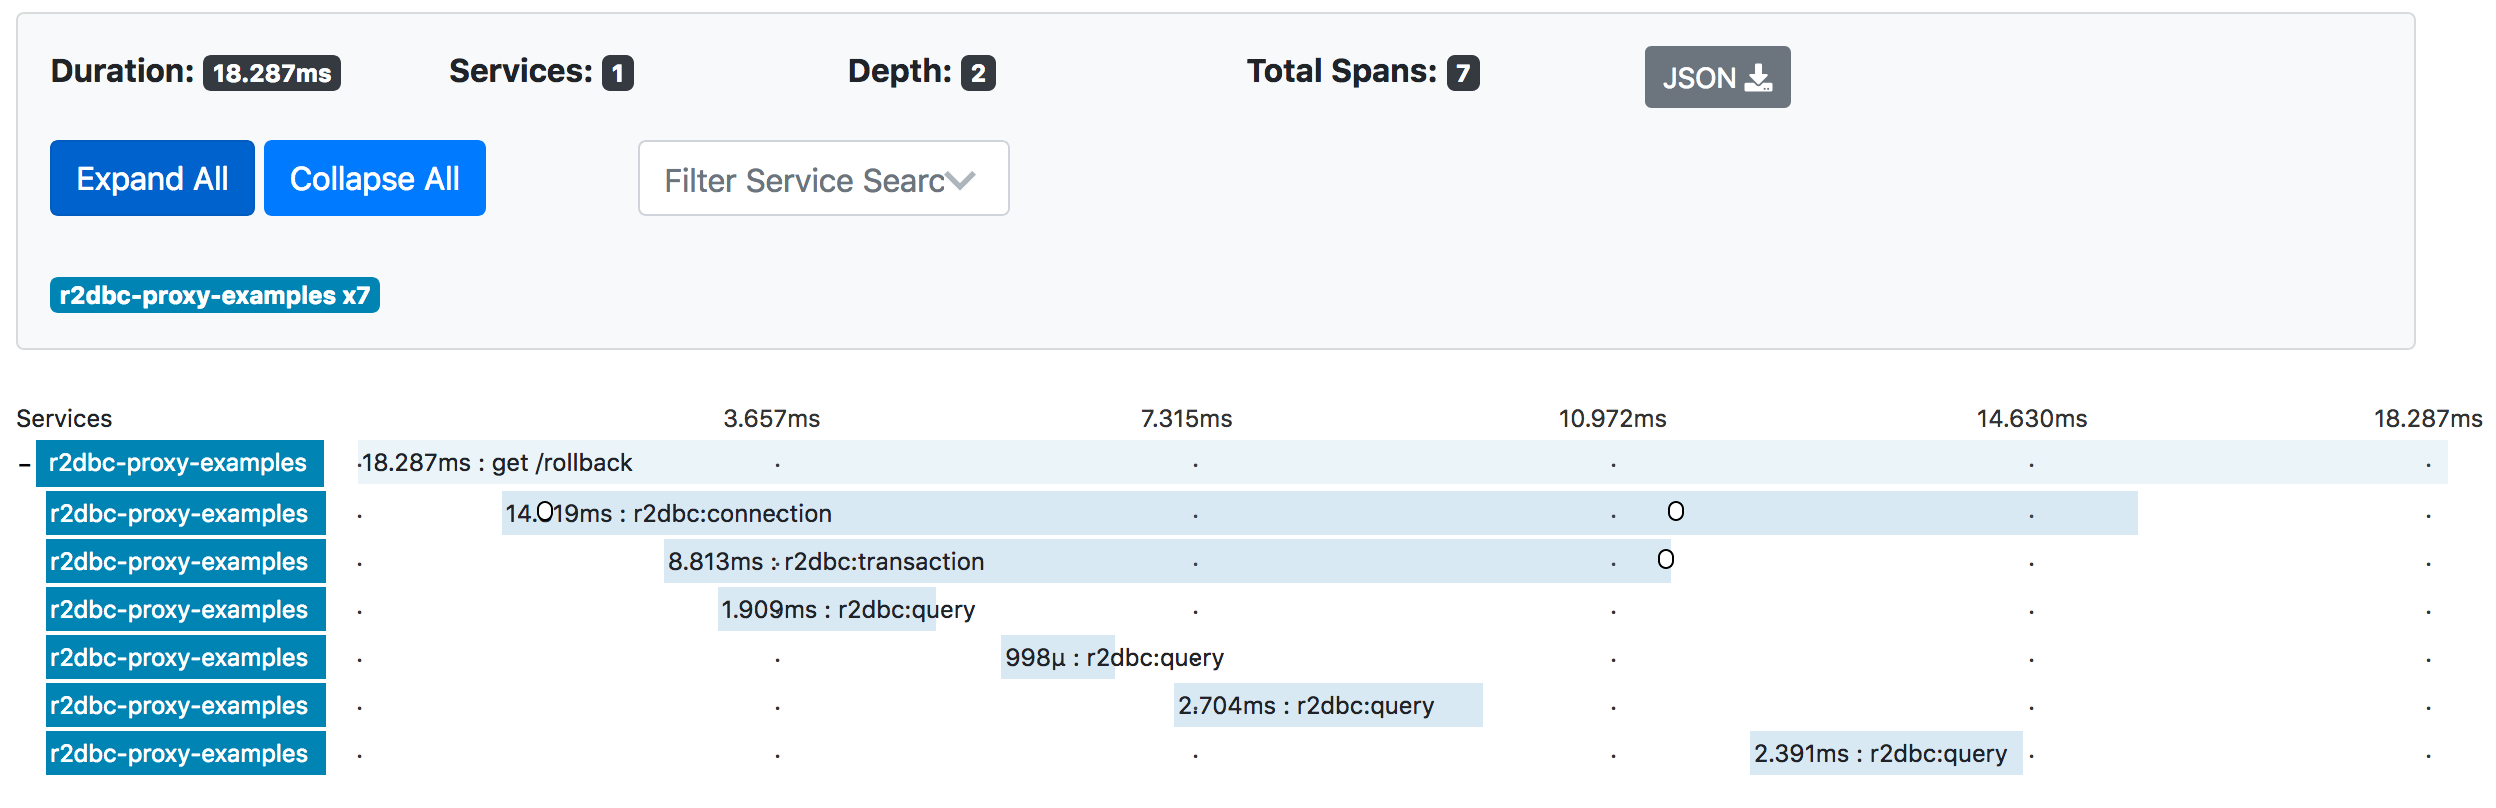 Duration: 18.287ms Services: 1 Depth: 2 Total Spans: 7 JSON
Expand All Collapse All Filter Service Searc
r2dbc-proxy-examples x7
Services 3.657ms 7.315ms 10.972ms 14.630ms 18.287ms
- r2dbc-proxy-examples 18.287ms : get /rollback
r2dbc-proxy-examples : r2dbc:connection
r2dbc-proxy-examples 8.813ms : r2dbc:transaction
r2dbc-proxy-examples 1.909ms : r2dbc:query
r2dbc-proxy-examples 998μ : r2dbc:query
r2dbc-proxy-examples 2.704ms : r2dbc:query
r2dbc-proxy-examples 2.391ms : r2dbc:query